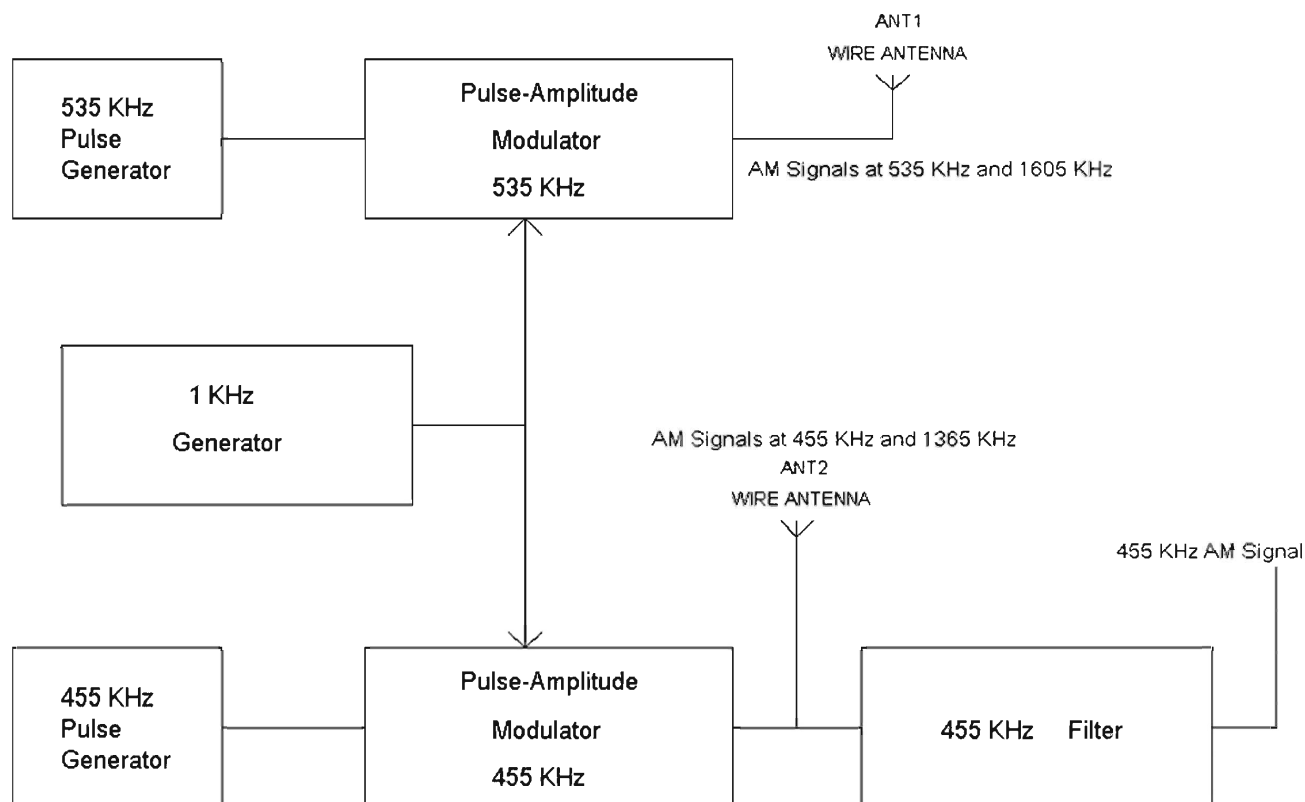 ANT1
WIRE ANTENNA
535 KHz
Pulse
Generator
Pulse-Amplitude
Modulator
535 KHz
AM Signals at 535 KHz and 1605 KHz
1 KHz
Generator
AM Signals at 455 KHz and 1365 KHz
ANT2
WIRE ANTENNA
455 KHz AM Signal
455 KHz
Pulse
Generator
Pulse-Amplitude
Modulator
455 KHz
455 KHz Filter